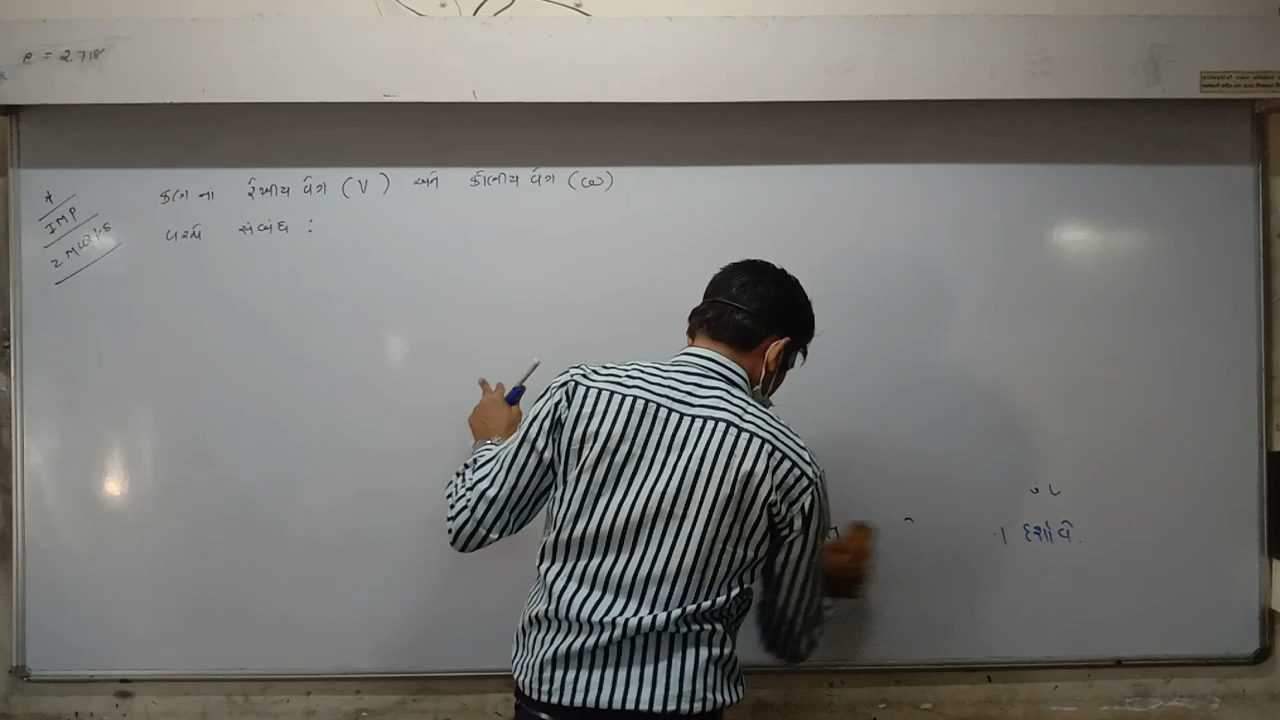 e = 2.718
*
IMP
2 Marks
કણ નાં રેખીય વેગ (V) અને કોણીય વેગ (ω)
વચ્ચે સંબંધ :
દર્શાવે.